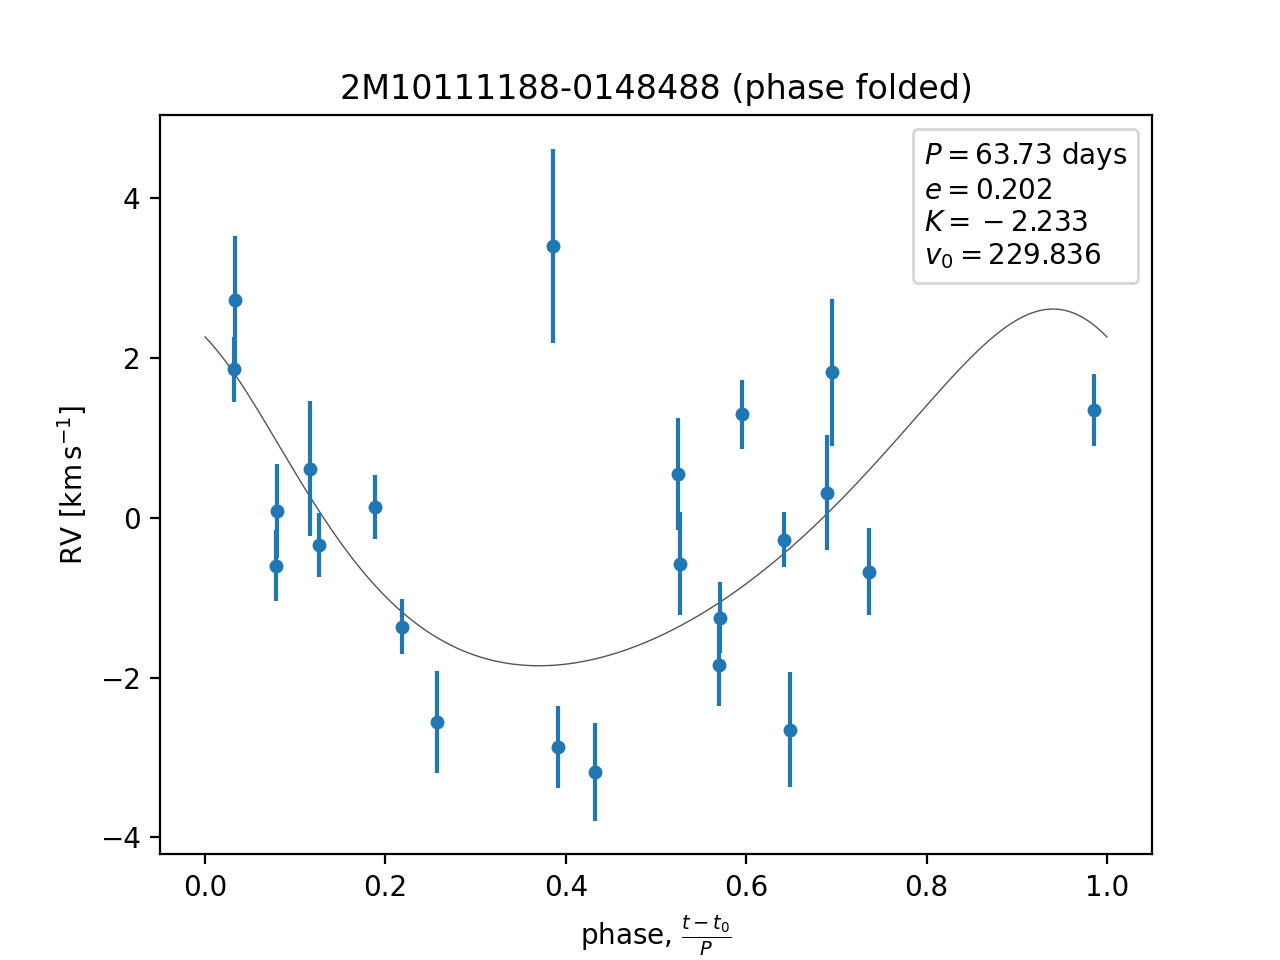 2M10111188-0148488 (phase folded)
P = 63.73 days
e = 0.202
K = −2.233
v₀ = 229.836
RV [km s⁻¹]
4
2
0
−2
−4
0.0 0.2 0.4 0.6 0.8 1.0
phase, (t − t₀)/P